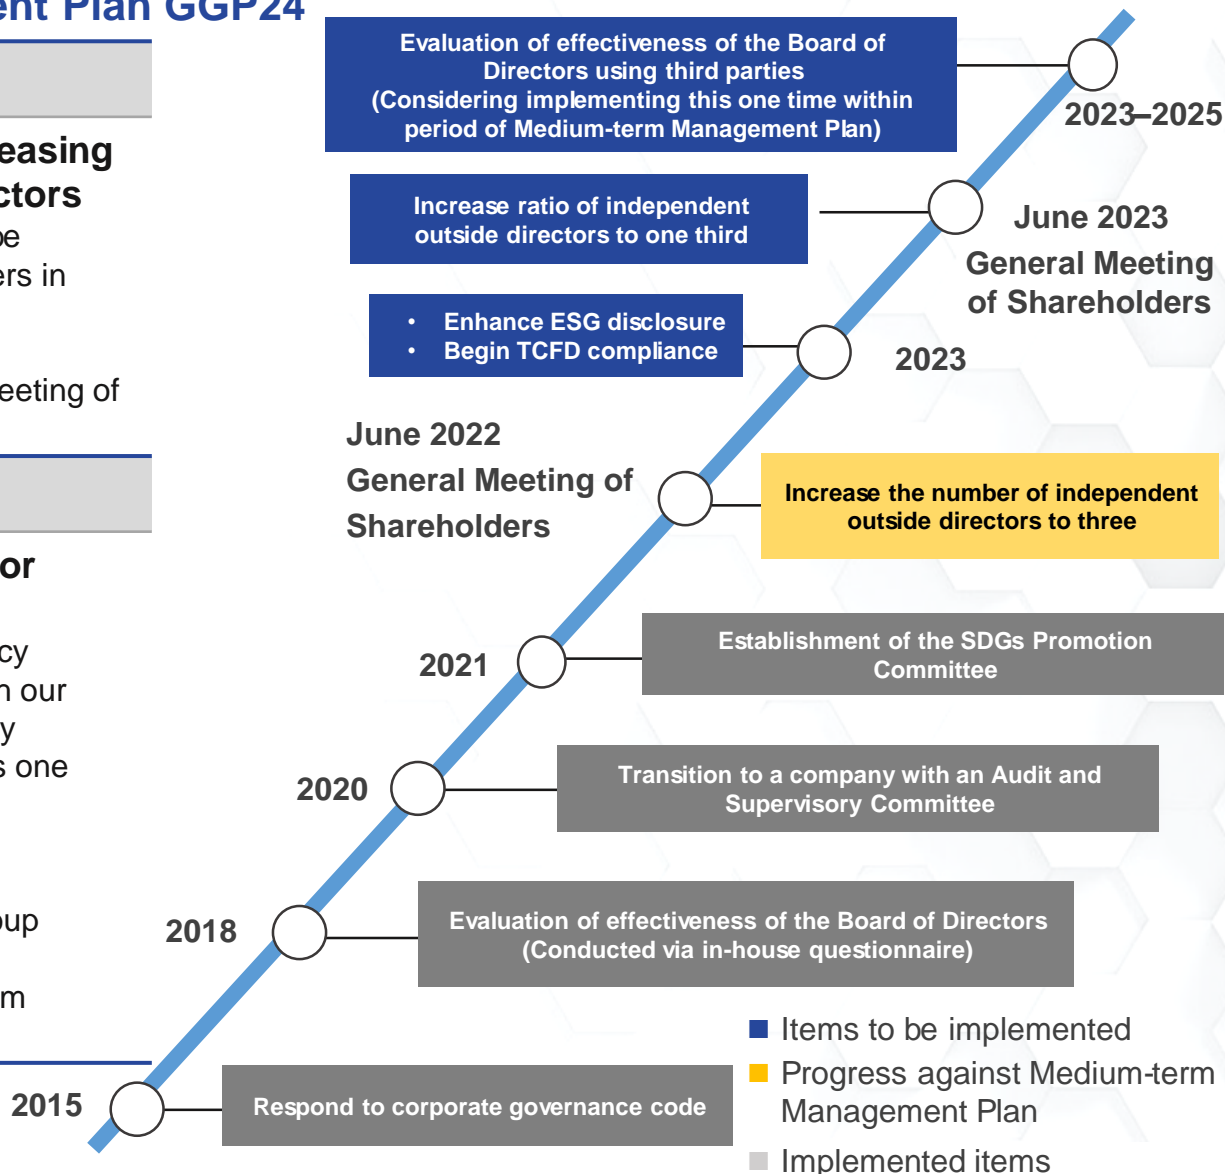 ent Plan GGP24
easing
ctors
be
ers in
eeting of
or
cy
n our
y
s one
oup
m
Evaluation of effectiveness of the Board of
Directors using third parties
(Considering implementing this one time within
period of Medium-term Management Plan)
2023–2025
Increase ratio of independent
outside directors to one third
June 2023
General Meeting
of Shareholders
• Enhance ESG disclosure
• Begin TCFD compliance
2023
June 2022
General Meeting of
Shareholders
Increase the number of independent
outside directors to three
2021
Establishment of the SDGs Promotion
Committee
2020
Transition to a company with an Audit and
Supervisory Committee
2018
Evaluation of effectiveness of the Board of Directors
(Conducted via in-house questionnaire)
2015
Respond to corporate governance code
Items to be implemented
Progress against Medium-term
Management Plan
Implemented items